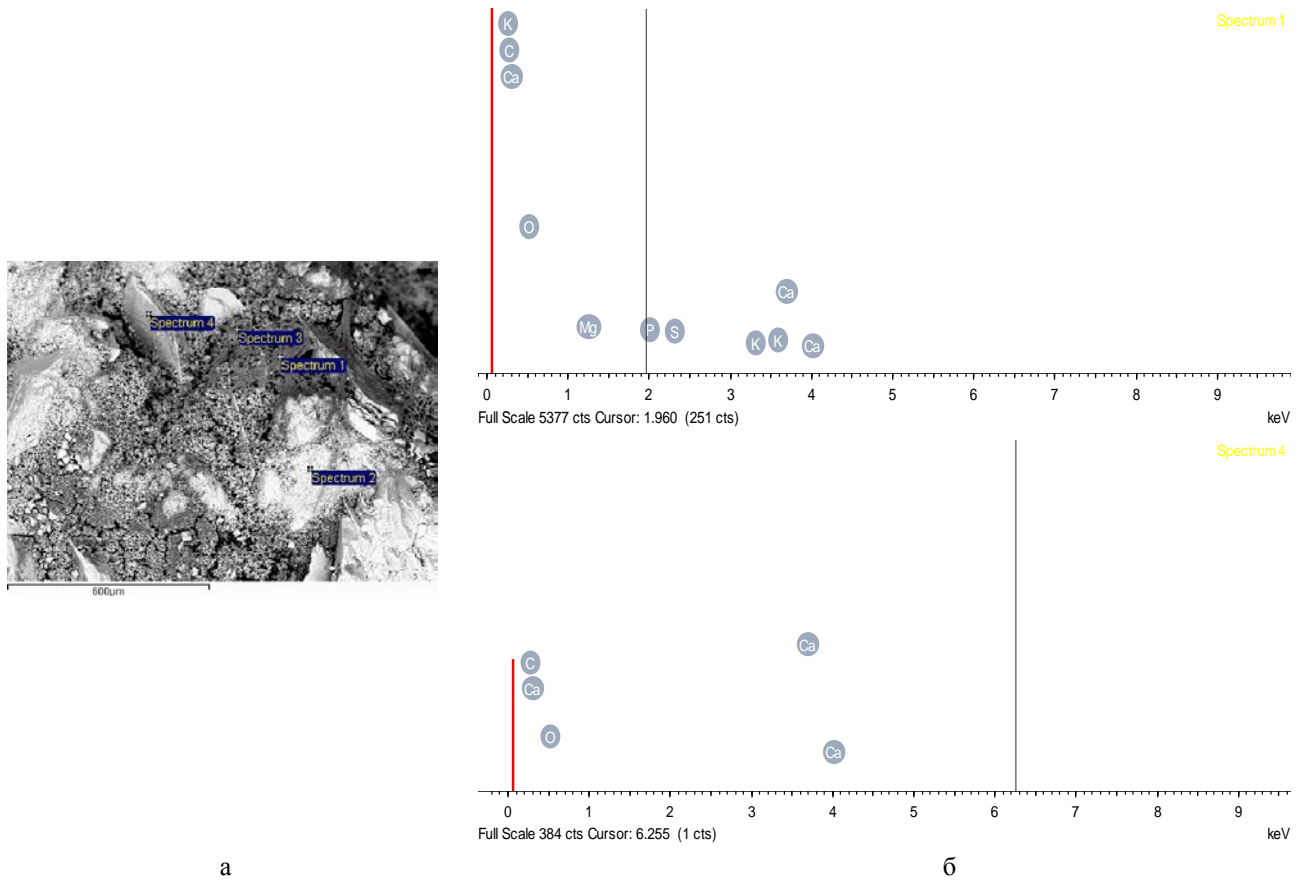 Spectrum 4
Spectrum 3
Spectrum 1
Spectrum 2
600µm
Spectrum 1
K
C
Ca
O
Mg
P
S
K
K
Ca
Ca
0 1 2 3 4 5 6 7 8 9
Full Scale 5377 cts Cursor: 1.960 (251 cts)
keV
Spectrum 4
C
Ca
O
Ca
Ca
0 1 2 3 4 5 6 7 8 9
Full Scale 384 cts Cursor: 6.255 (1 cts)
keV
а
б